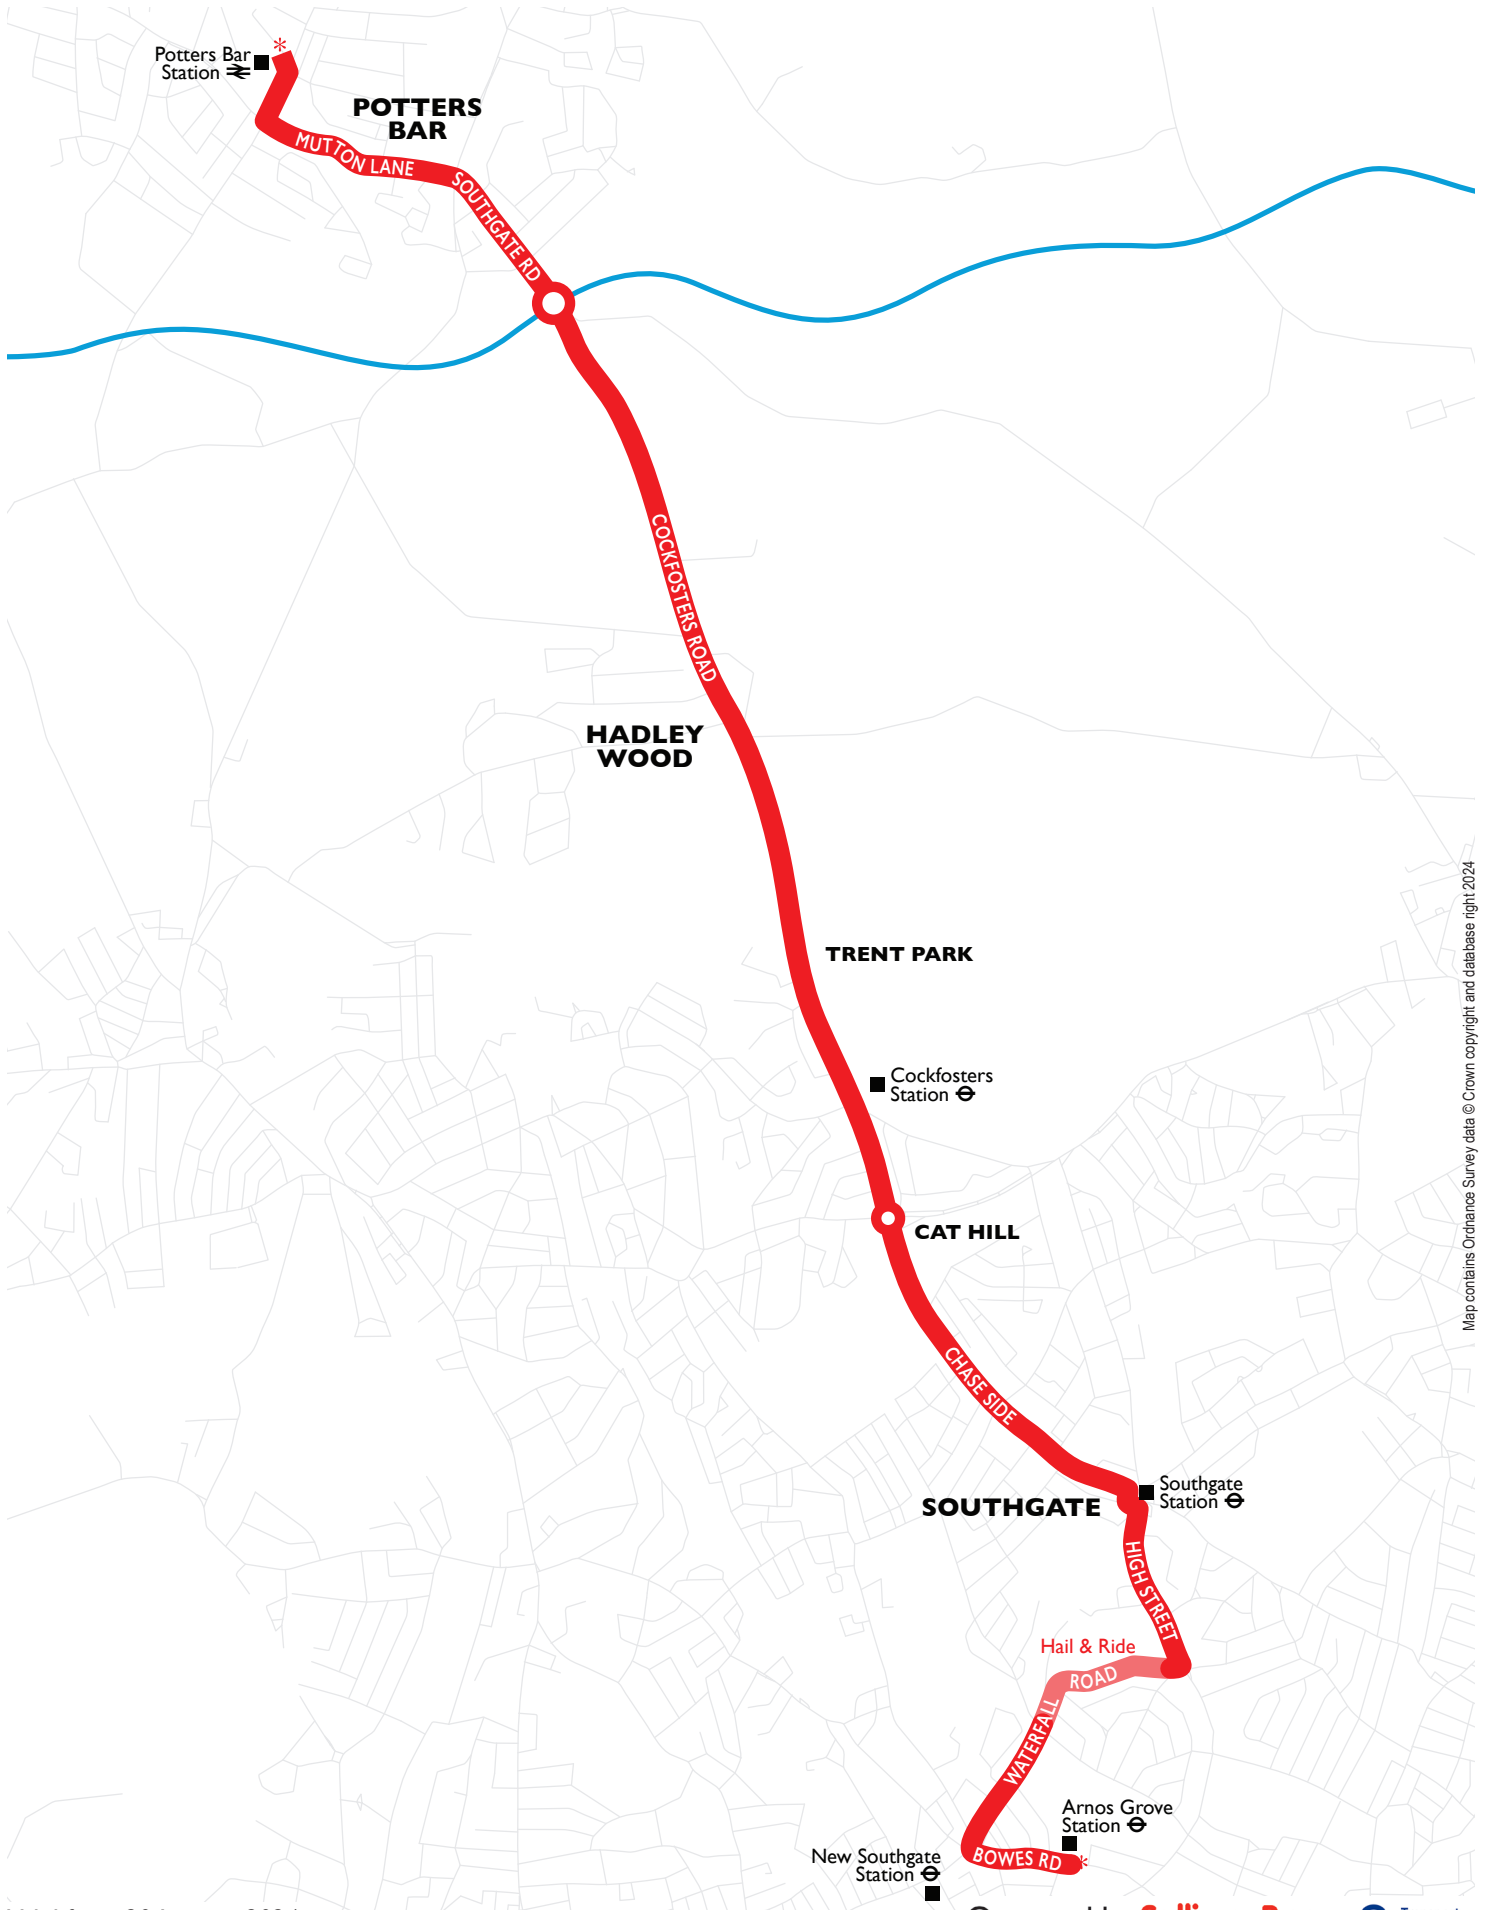 Potters Bar
Station
*
POTTERS
BAR
MUTTON LANE
SOUTHGATE RD
COCKFOSTERS ROAD
HADLEY
WOOD
TRENT PARK
Cockfosters
Station
CAT HILL
CHASE SIDE
Southgate
Station
SOUTHGATE
HIGH STREET
Hail & Ride
WATERFALL ROAD
Arnos Grove
Station
BOWES RD
*
New Southgate
Station
Map contains Ordnance Survey data © Crown copyright and database right 2024